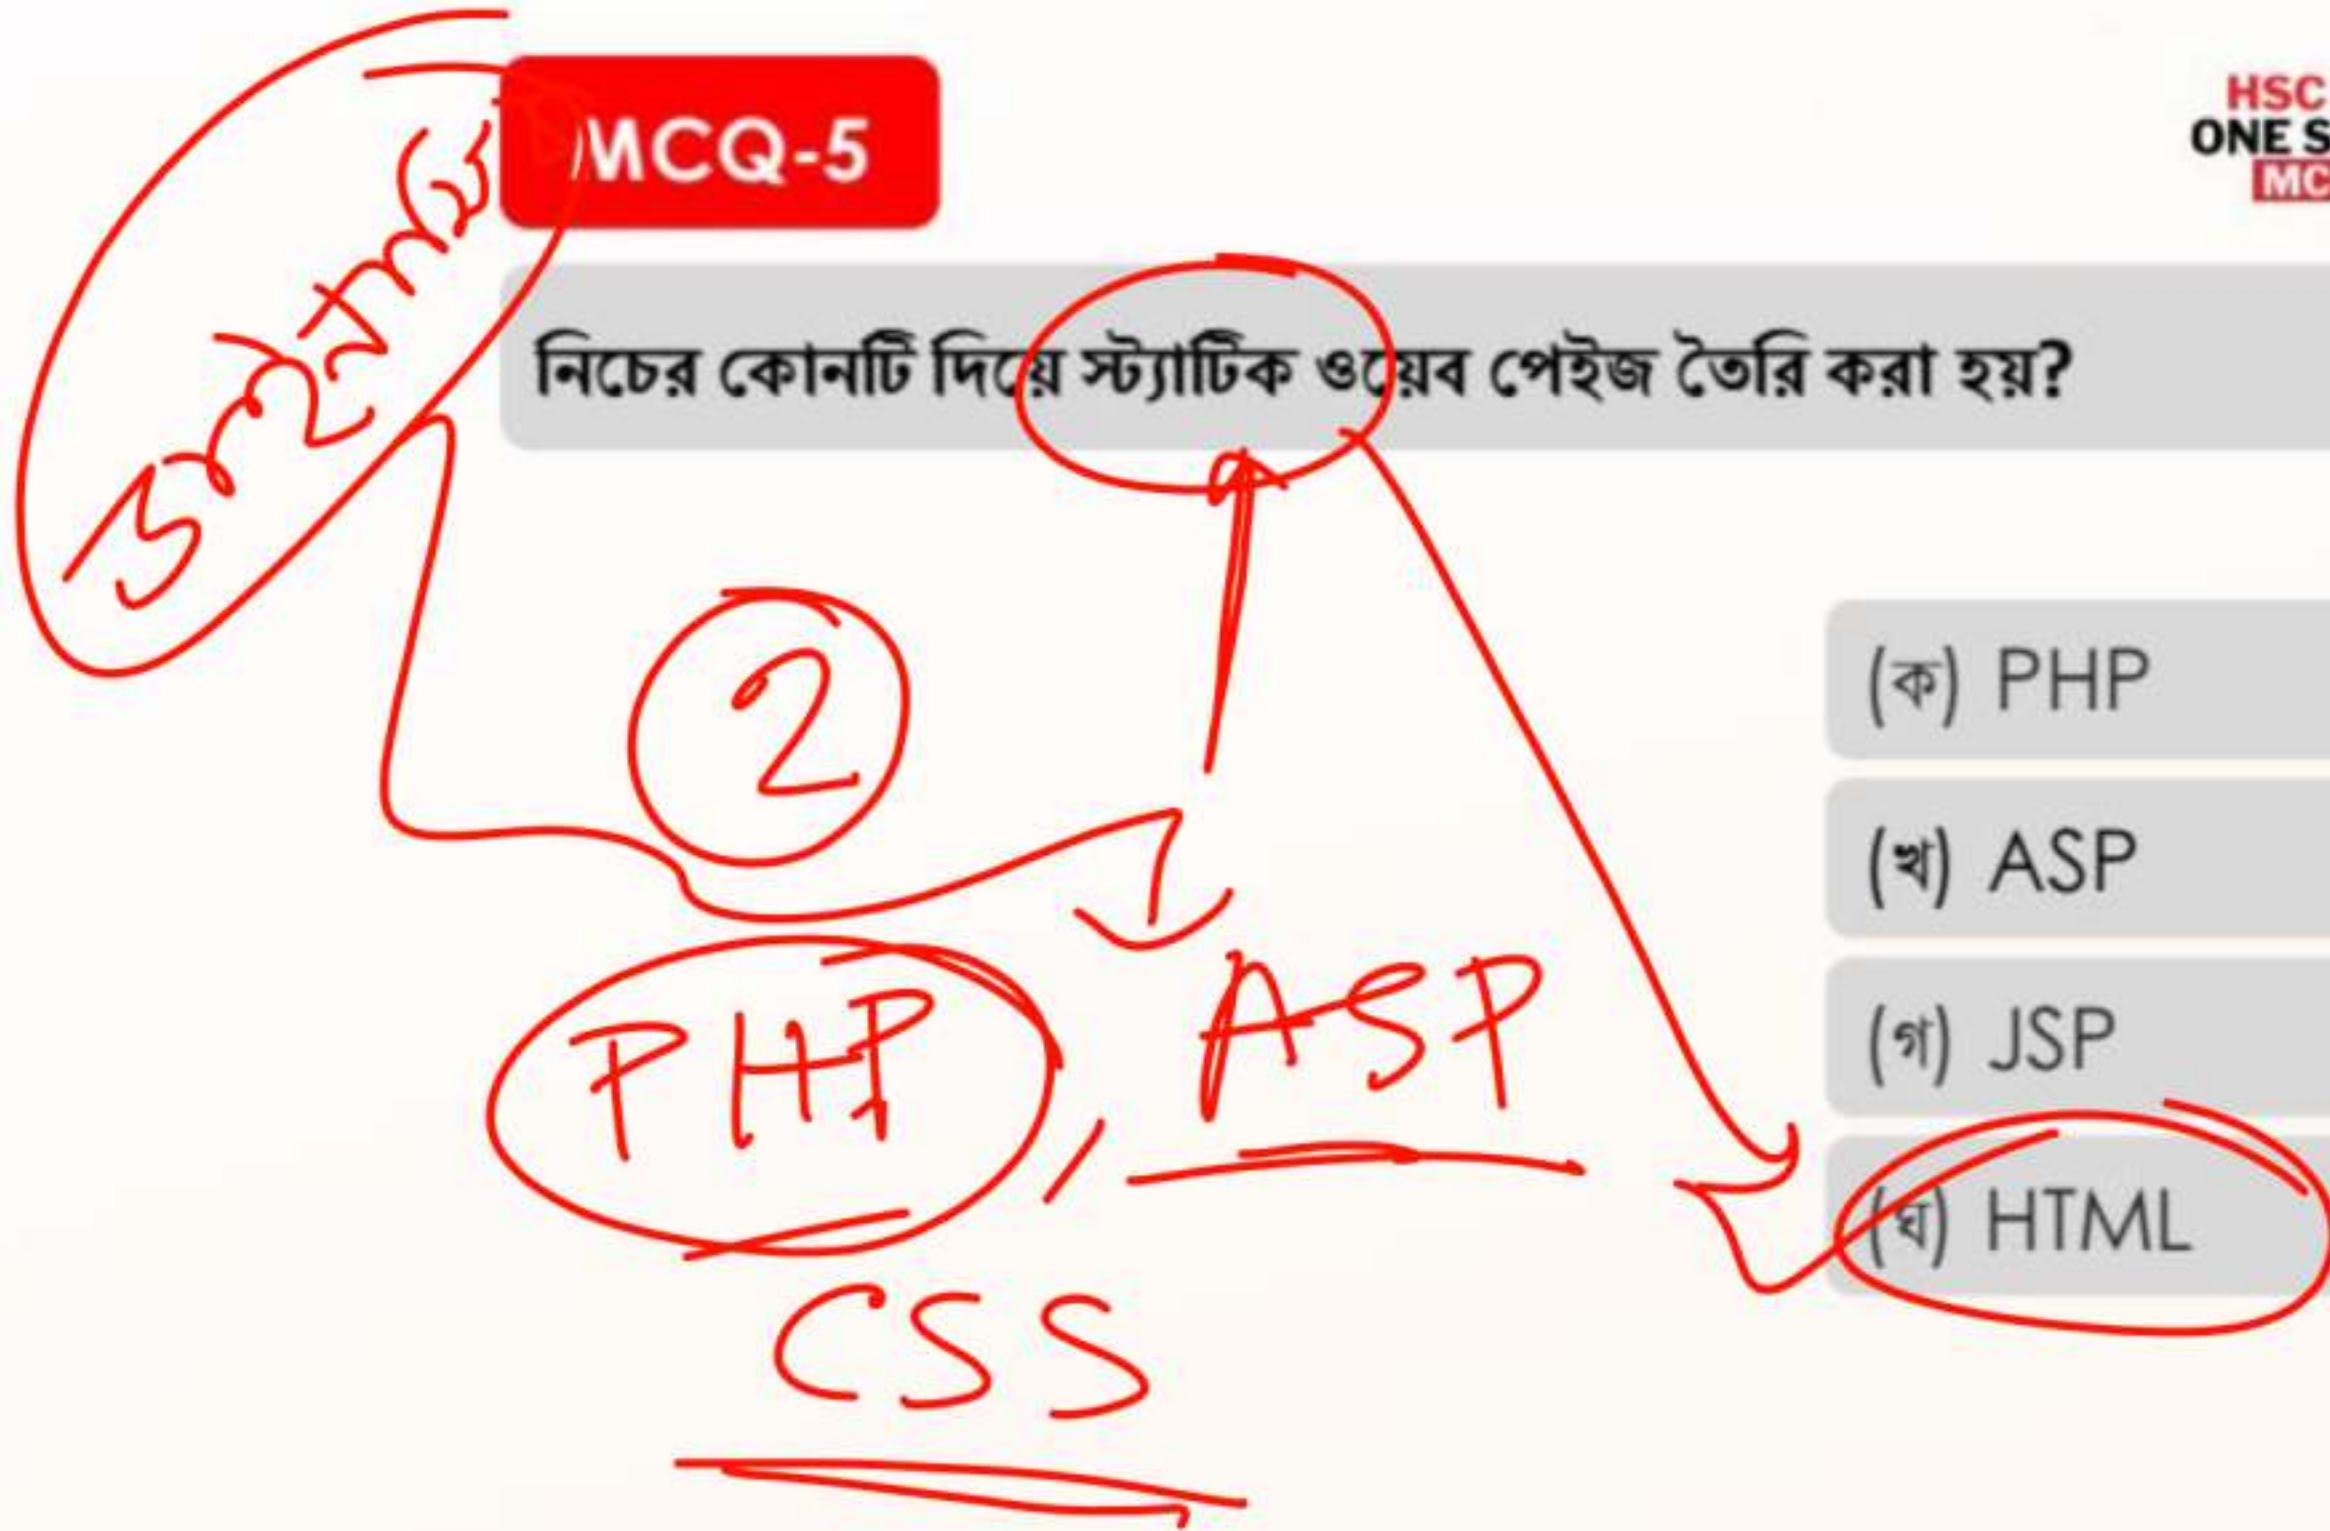 MCQ-5
HSC
ONE S
MC
নিচের কোনটি দিয়ে স্ট্যাটিক ওয়েব পেইজ তৈরি করা হয়?
2
(ক) PHP
(খ) ASP
(গ) JSP
(ঘ) HTML
PHP, ASP
CSS